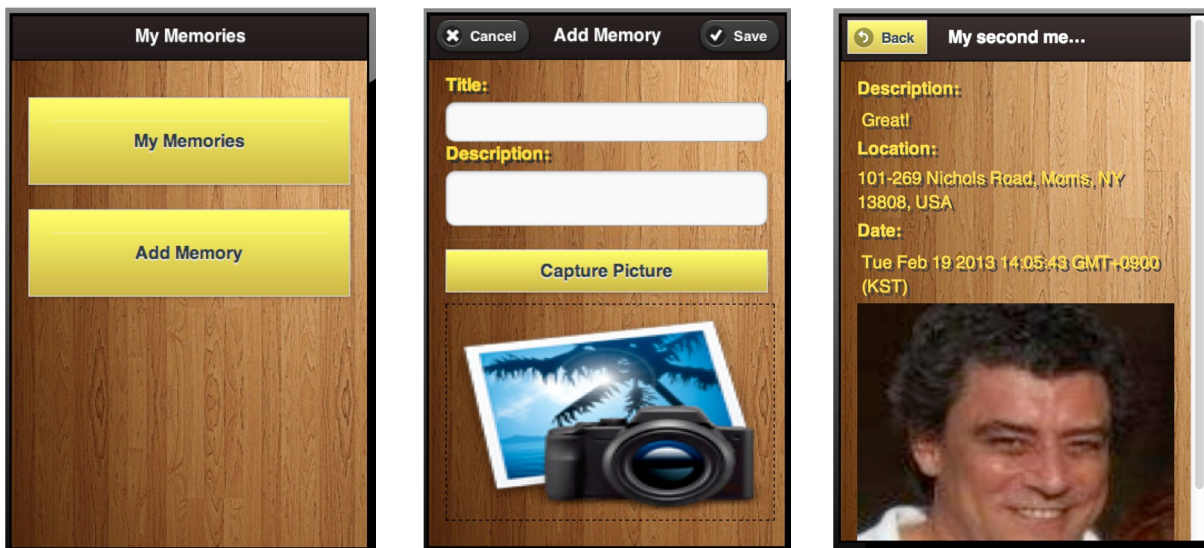 My Memories
My Memories
Add Memory
Cancel
Add Memory
Save
Title:
Description:
Capture Picture
Back
My second me...
Description:
Great!
Location:
101-269 Nichols Road, Morris, NY
13808, USA
Date:
Tue Feb 19 2013 14:05:43 GMT+0900
(KST)